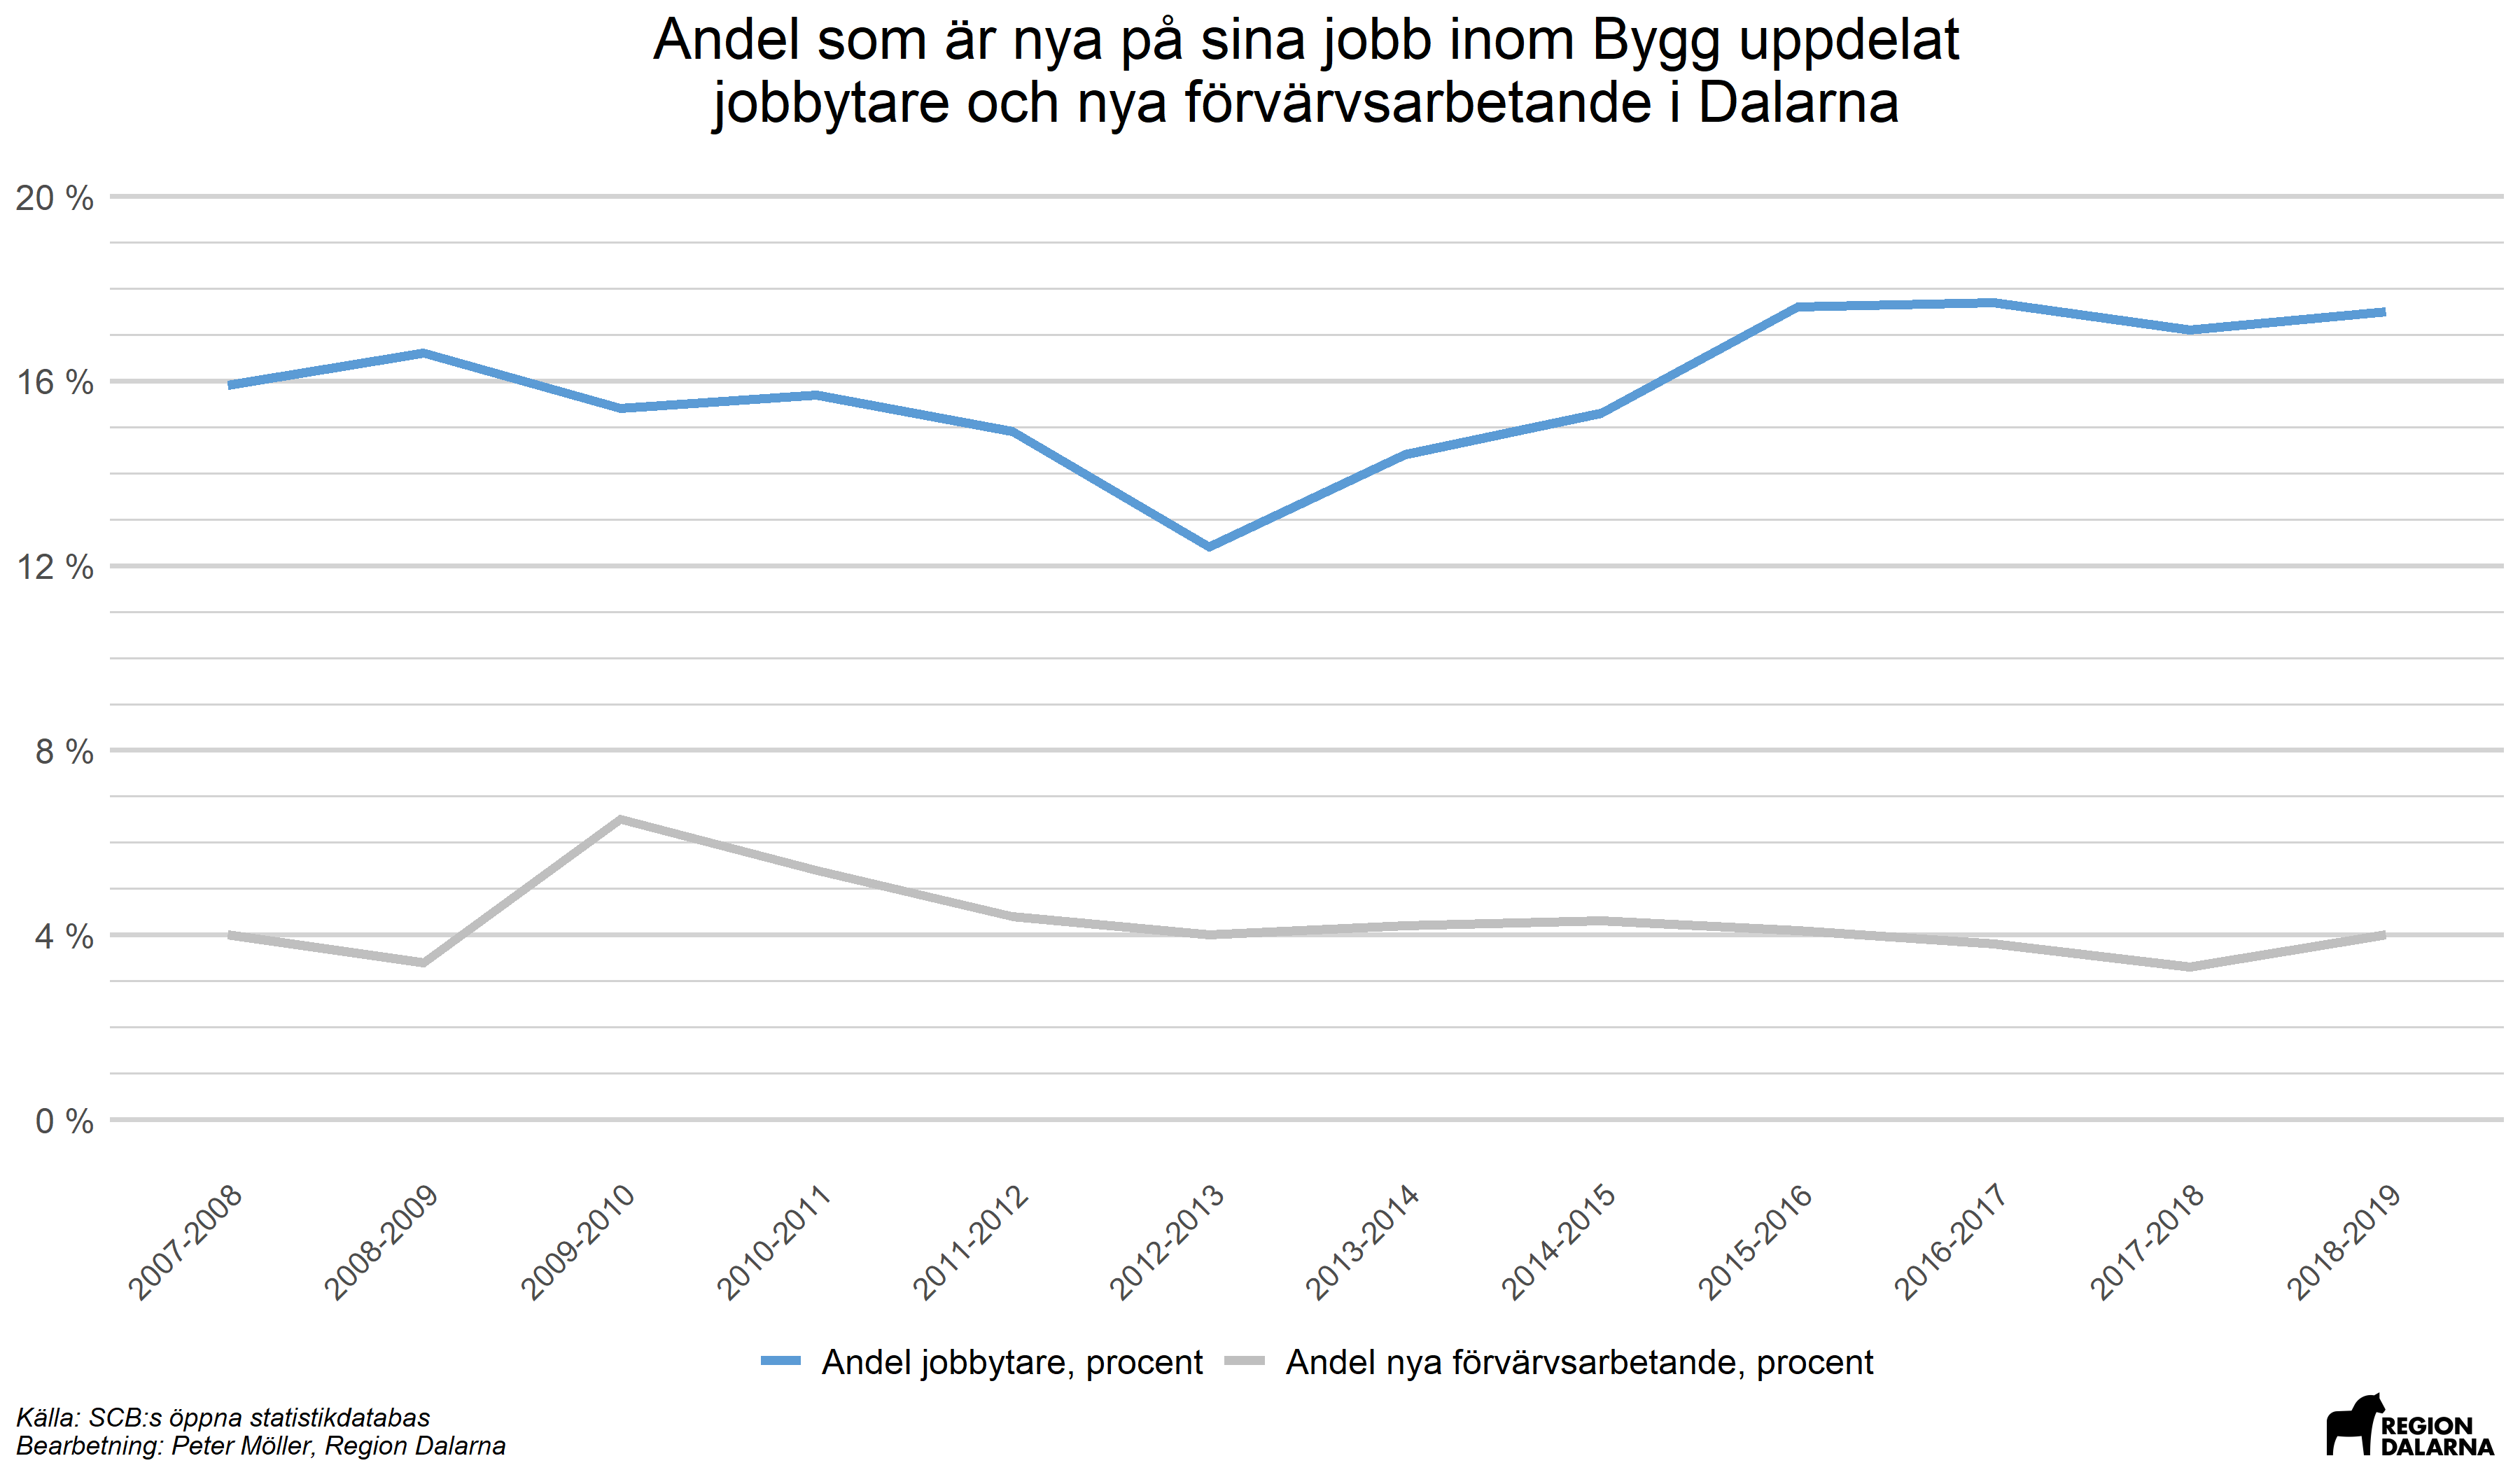 Andel som är nya på sina jobb inom Bygg uppdelat
jobbytare och nya förvärvsarbetande i Dalarna
20 %
16 %
12 %
8 %
4 %
0 %
2007-2008
2008-2009
2009-2010
2010-2011
2011-2012
2012-2013
2013-2014
2014-2015
2015-2016
2016-2017
2017-2018
2018-2019
Andel jobbytare, procent
Andel nya förvärvsarbetande, procent
Källa: SCB:s öppna statistikdatabas
Bearbetning: Peter Möller, Region Dalarna
REGION
DALARNA